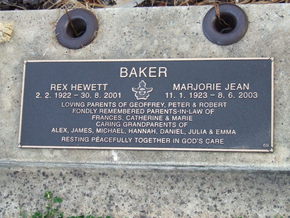 BAKER
REX HEWETT MARJORIE JEAN
2. 2. 1922 – 30. 8. 2001 11. 1. 1923 – 8. 6. 2003
LOVING PARENTS OF GEOFFREY, PETER & ROBERT
FONDLY REMEMBERED PARENTS-IN-LAW OF
FRANCES, CATHERINE & MARIE
CARING GRANDPARENTS OF
ALEX, JAMES, MICHAEL, HANNAH, DANIEL, JULIA & EMMA
RESTING PEACEFULLY TOGETHER IN GOD'S CARE